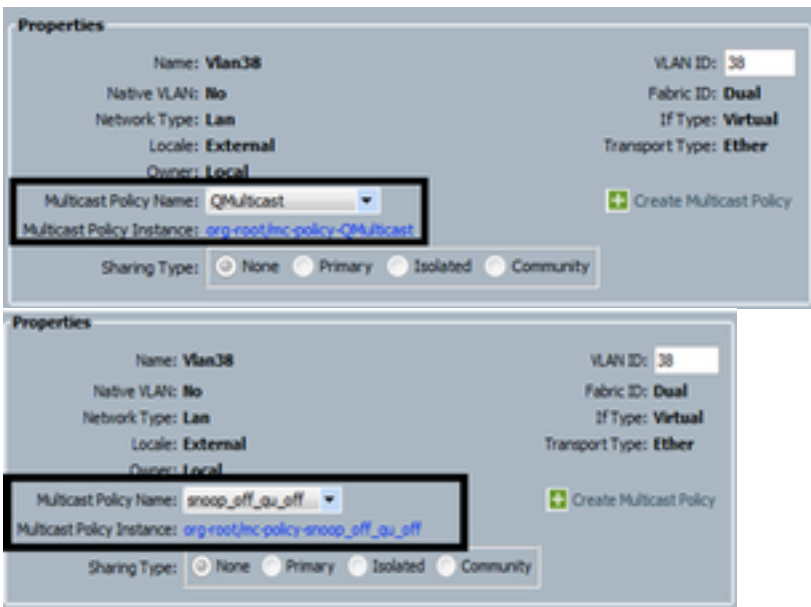 Properties
Name: Vlan38 VLAN ID: 38
Native VLAN: No Fabric ID: Dual
Network Type: Lan If Type: Virtual
Locale: External Transport Type: Ether
Owner: Local
Multicast Policy Name: QMulticast Create Multicast Policy
Multicast Policy Instance: org-root/mc-policy-QMulticast
Sharing Type: None Primary Isolated Community
Properties
Name: Vlan38 VLAN ID: 38
Native VLAN: No Fabric ID: Dual
Network Type: Lan If Type: Virtual
Locale: External Transport Type: Ether
Owner: Local
Multicast Policy Name: snoop_off_qu_off Create Multicast Policy
Multicast Policy Instance: org-root/mc-policy-snoop_off_qu_off
Sharing Type: None Primary Isolated Community